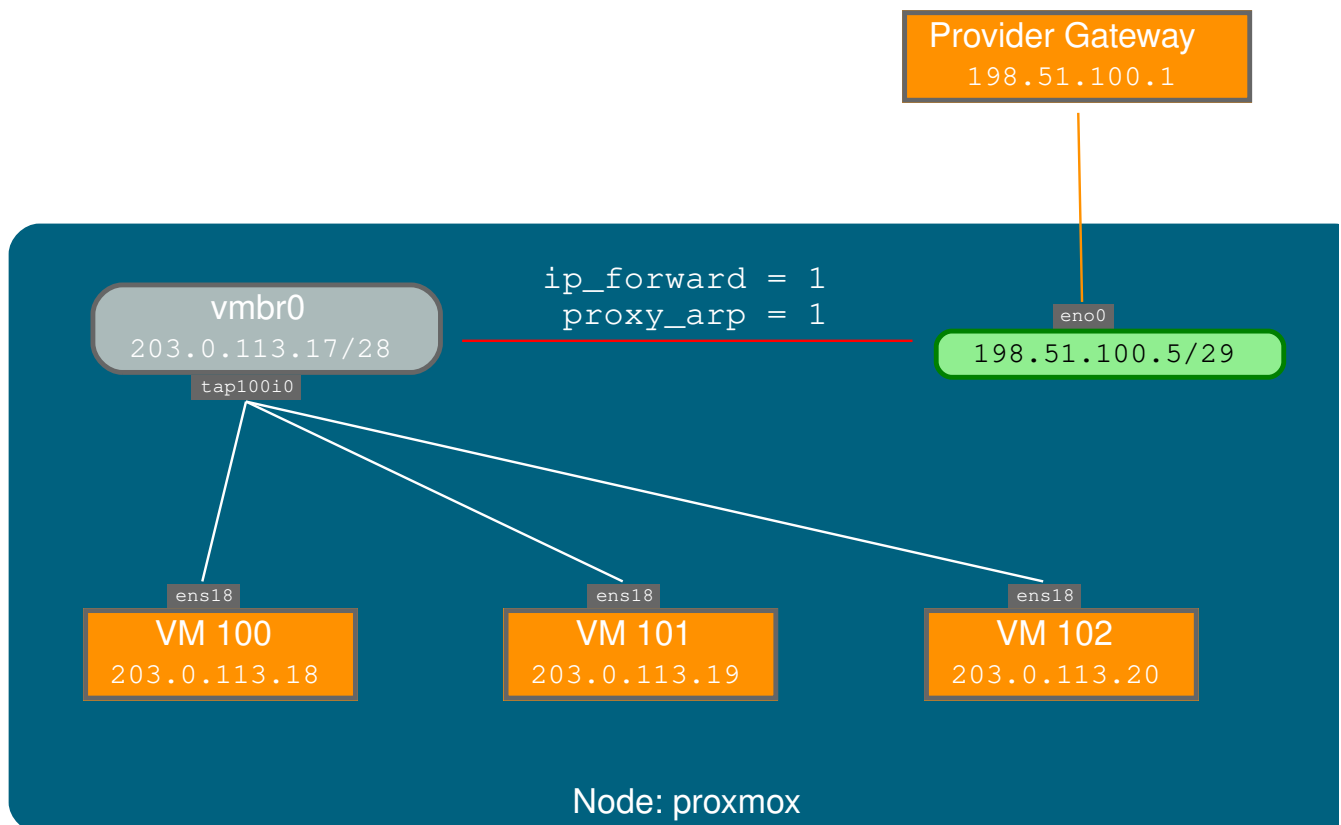 Provider Gateway
198.51.100.1
ip_forward = 1
proxy_arp = 1
vmbr0
203.0.113.17/28
tap100i0
eno0
198.51.100.5/29
ens18
VM 100
203.0.113.18
ens18
VM 101
203.0.113.19
ens18
VM 102
203.0.113.20
Node: proxmox